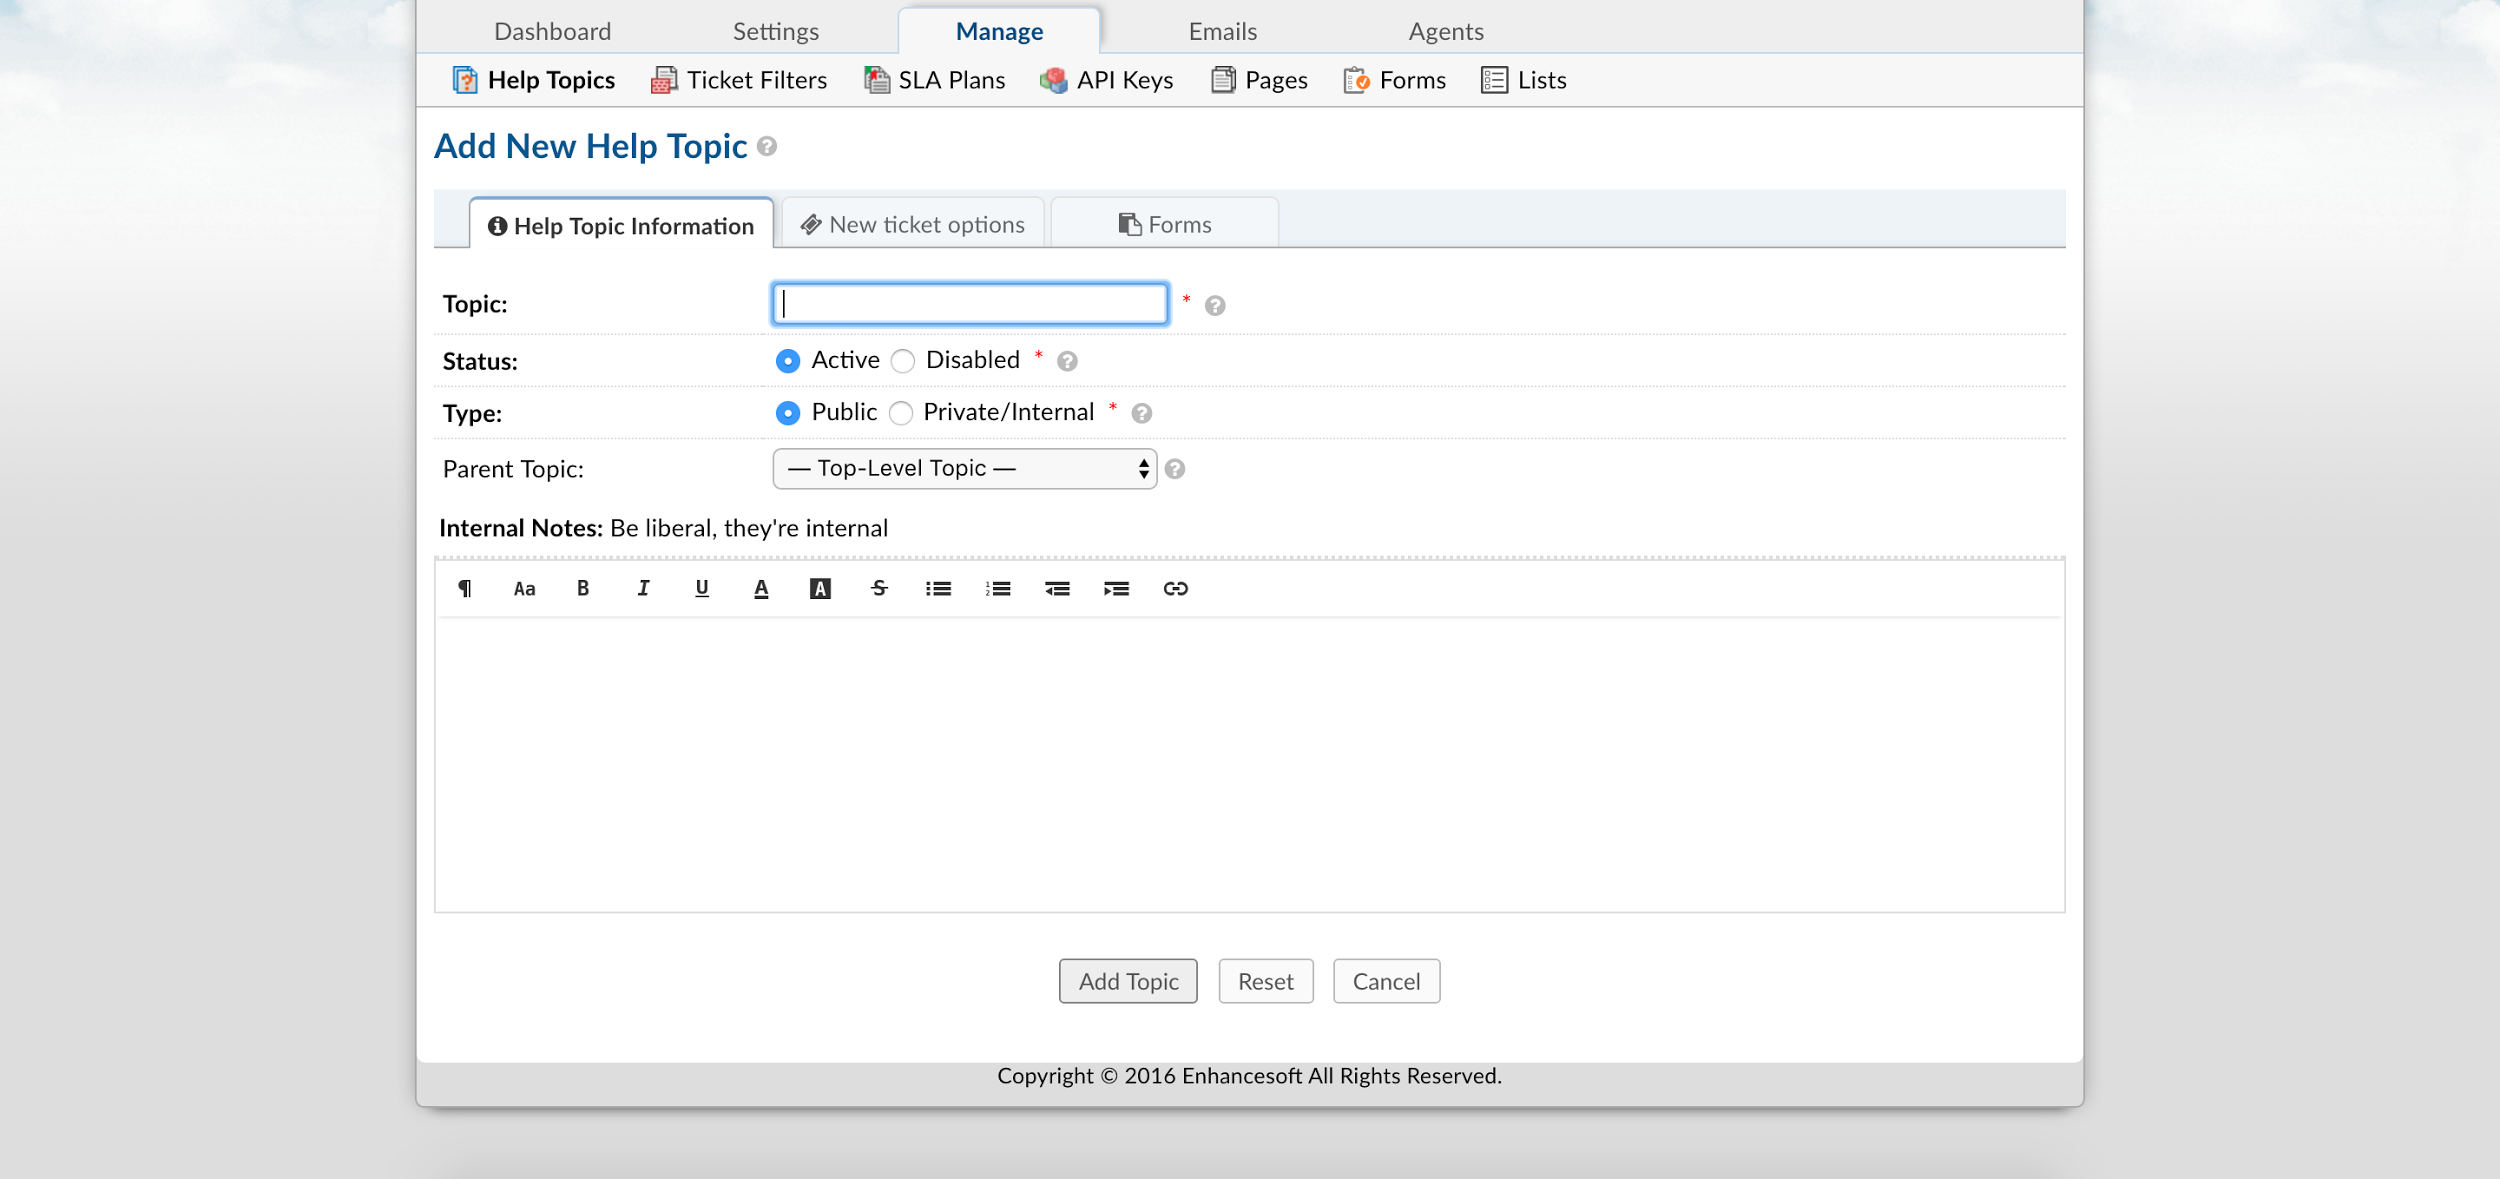 Dashboard Settings Manage Emails Agents
Help Topics Ticket Filters SLA Plans API Keys Pages Forms Lists
Add New Help Topic ?
Help Topic Information New ticket options Forms
Topic: * ?
Status: Active Disabled * ?
Type: Public Private/Internal * ?
Parent Topic: — Top-Level Topic — ?
Internal Notes: Be liberal, they're internal
¶ Aa B I U A A S
Add Topic Reset Cancel
Copyright © 2016 Enhancesoft All Rights Reserved.